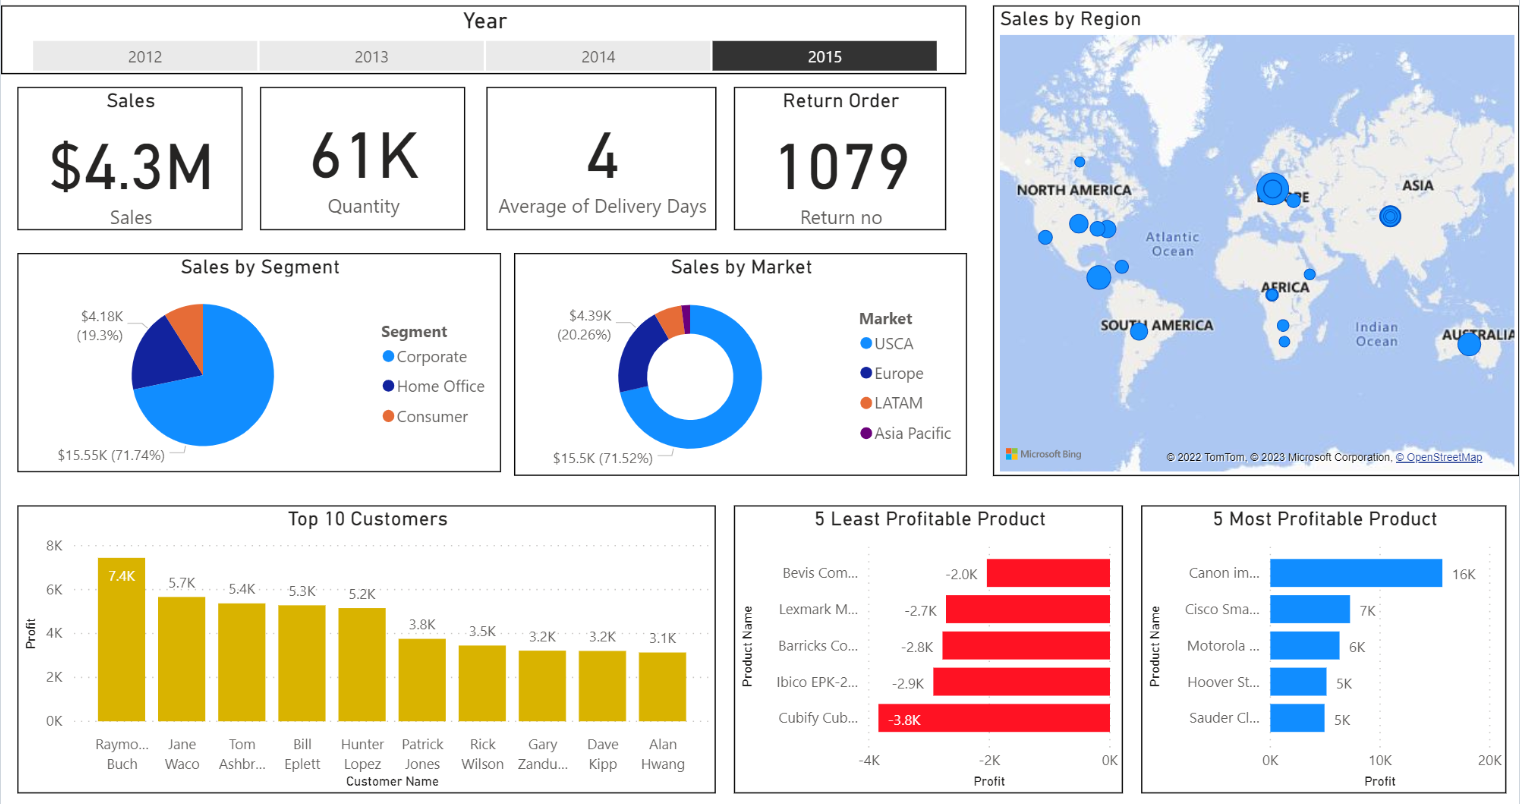 Year
2012
2013
2014
2015
Sales
$4.3M
Sales
61K
Quantity
4
Average of Delivery Days
Return Order
1079
Return no
Sales by Region
NORTH AMERICA
EUROPE
ASIA
Atlantic
Ocean
AFRICA
SOUTH AMERICA
Indian
Ocean
AUSTRALIA
Microsoft Bing
© 2022 TomTom, © 2023 Microsoft Corporation, © OpenStreetMap
Sales by Segment
$4.18K
(19.3%)
$15.55K (71.74%)
Segment
Corporate
Home Office
Consumer
Sales by Market
$4.39K
(20.26%)
$15.5K (71.52%)
Market
USCA
Europe
LATAM
Asia Pacific
Top 10 Customers
Profit
8K
6K
4K
2K
0K
7.4K
5.7K
5.4K
5.3K
5.2K
3.8K
3.5K
3.2K
3.2K
3.1K
Raymo...
Buch
Jane
Waco
Tom
Ashbr...
Bill
Eplett
Hunter
Lopez
Patrick
Jones
Rick
Wilson
Gary
Zandu...
Dave
Kipp
Alan
Hwang
Customer Name
5 Least Profitable Product
Product Name
Bevis Com...
-2.0K
Lexmark M...
-2.7K
Barricks Co...
-2.8K
Ibico EPK-2...
-2.9K
Cubify Cub...
-3.8K
-4K
-2K
0K
Profit
5 Most Profitable Product
Product Name
Canon im...
16K
Cisco Sma...
7K
Motorola ...
6K
Hoover St...
5K
Sauder Cl...
5K
0K
10K
20K
Profit